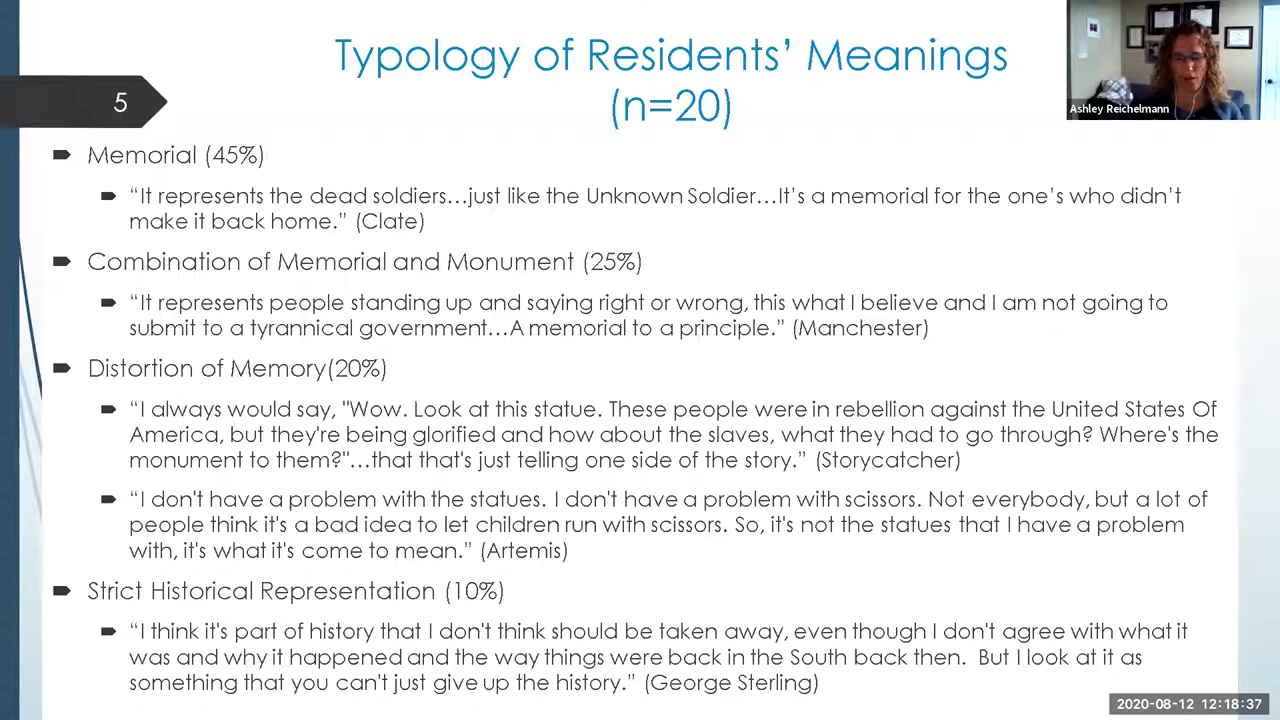 Typology of Residents’ Meanings
(n=20)
5
Ashley Reichelmann
Memorial (45%)
“It represents the dead soldiers…just like the Unknown Soldier…It’s a memorial for the one’s who didn’t
make it back home.” (Clate)
Combination of Memorial and Monument (25%)
“It represents people standing up and saying right or wrong, this what I believe and I am not going to
submit to a tyrannical government…A memorial to a principle.” (Manchester)
Distortion of Memory(20%)
“I always would say, "Wow. Look at this statue. These people were in rebellion against the United States Of
America, but they're being glorified and how about the slaves, what they had to go through? Where's the
monument to them?"…that that's just telling one side of the story.” (Storycatcher)
“I don't have a problem with the statues. I don't have a problem with scissors. Not everybody, but a lot of
people think it's a bad idea to let children run with scissors. So, it's not the statues that I have a problem
with, it's what it's come to mean.” (Artemis)
Strict Historical Representation (10%)
“I think it's part of history that I don't think should be taken away, even though I don't agree with what it
was and why it happened and the way things were back in the South back then.  But I look at it as
something that you can't just give up the history.” (George Sterling)
2020-08-12 12:18:37